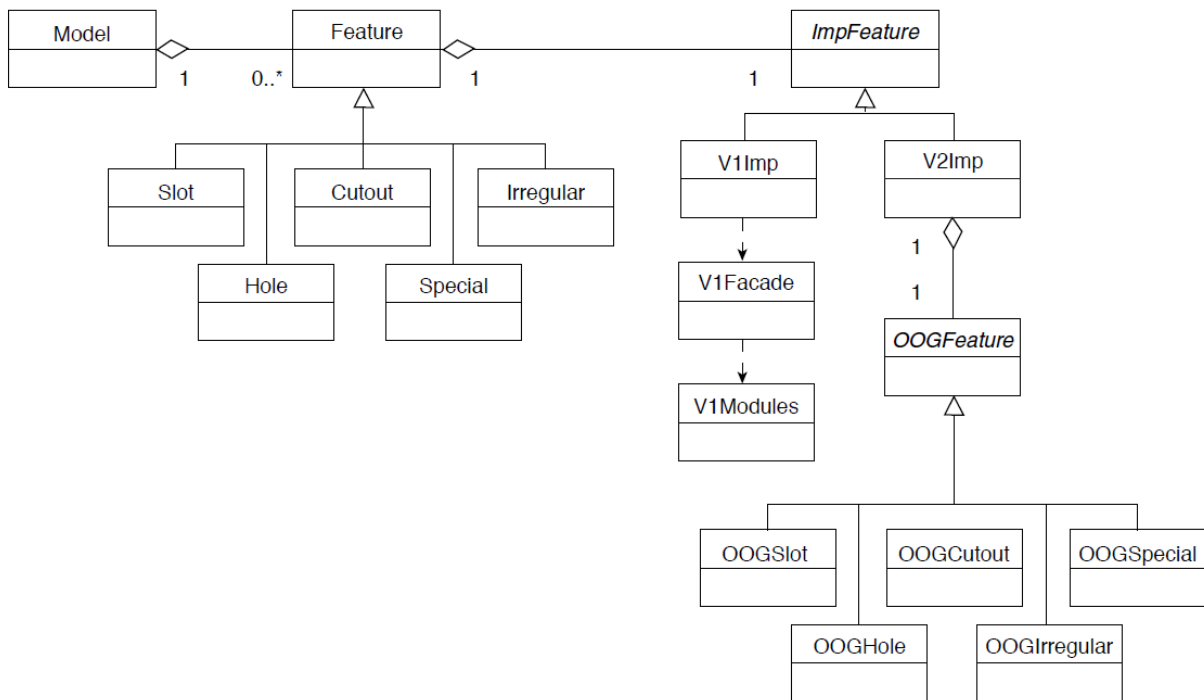 Model
Feature
ImpFeature
1
0..*
1
1
V1Imp
V2Imp
Slot
Cutout
Irregular
1
Hole
Special
V1Facade
1
OOGFeature
V1Modules
OOGSlot
OOGCutout
OOGSpecial
OOGHole
OOGIrregular